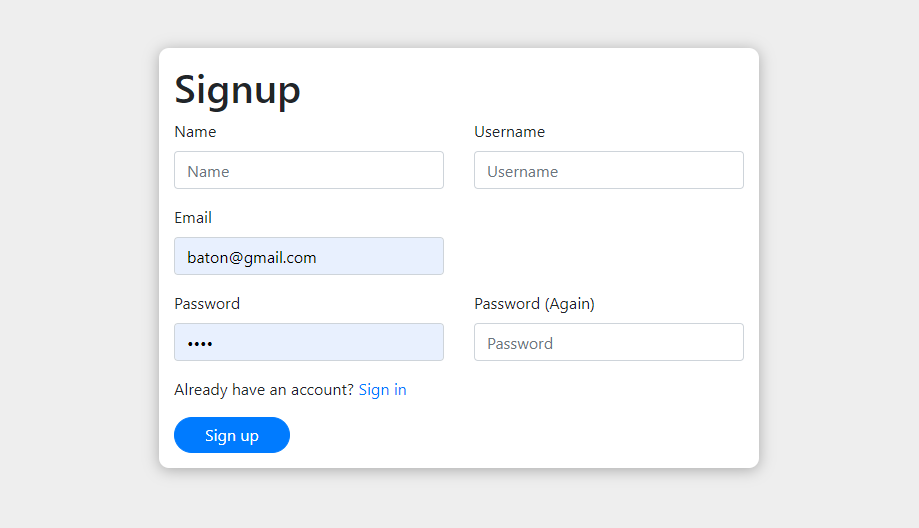 Signup
Name Username
Name Username
Email
baton@gmail.com
Password Password (Again)
•••• Password
Already have an account? Sign in
Sign up